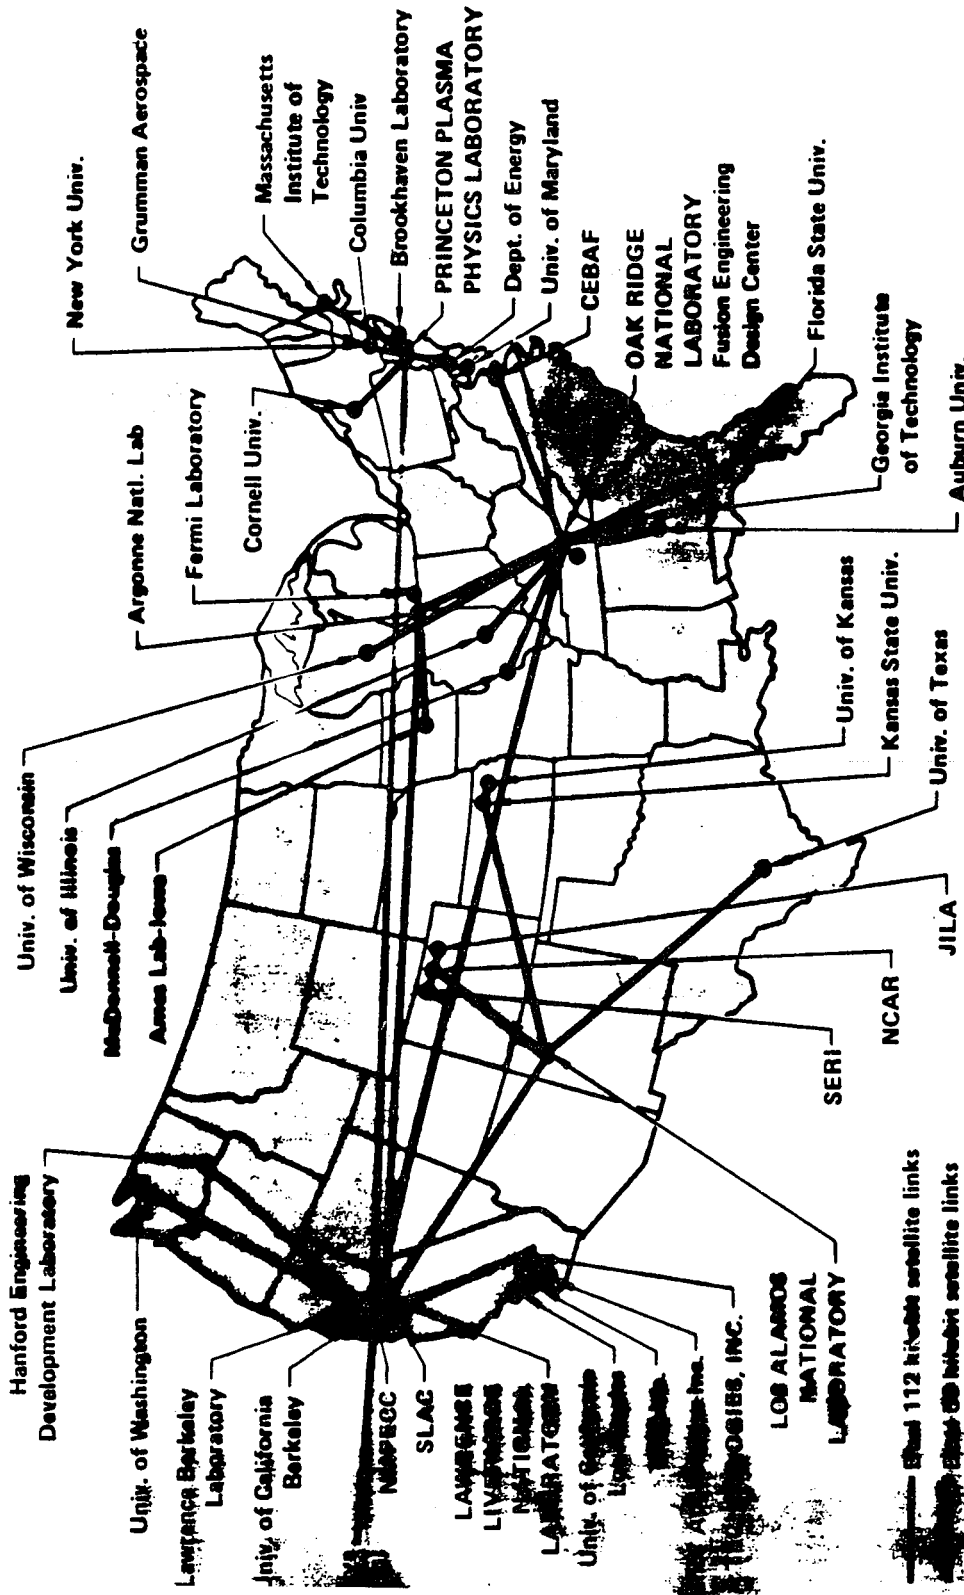 Hanford Engineering
Development Laboratory
Univ. of Washington
Lawrence Berkeley
Laboratory
Univ. of California
Berkeley
SLAC
LAWRENCE
LIVERMORE
NATIONAL
LABORATORY
Univ. of
INC.
LOS ALAMOS
NATIONAL
LABORATORY
112 kilobit satellite links
satellite links
Univ. of Wisconsin
Univ. of Illinois
McDonnell-Douglas
Ames Lab-Iowa
SERI
NCAR
JILA
Argonne Natl. Lab
Fermi Laboratory
Cornell Univ.
Univ. of Kansas
Kansas State Univ.
Univ. of Texas
New York Univ.
Grumman Aerospace
Massachusetts
Institute of
Technology
Columbia Univ
Brookhaven Laboratory
PRINCETON PLASMA
PHYSICS LABORATORY
Dept. of Energy
Univ. of Maryland
CEBAF
OAK RIDGE
NATIONAL
LABORATORY
Fusion Engineering
Design Center
Florida State Univ.
Georgia Institute
of Technology
Auburn Univ.